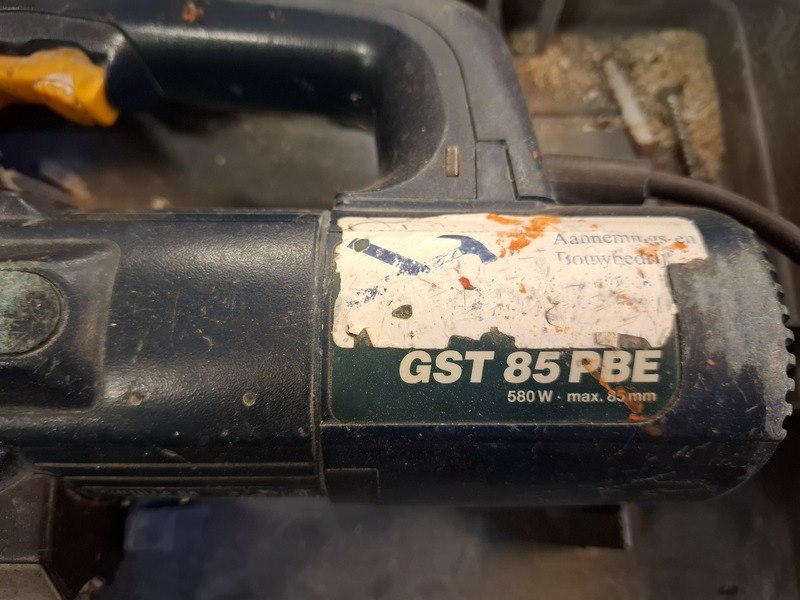 Aannemings-en
Bouwbedrijf
GST 85 PBE
580 W · max. 85 mm